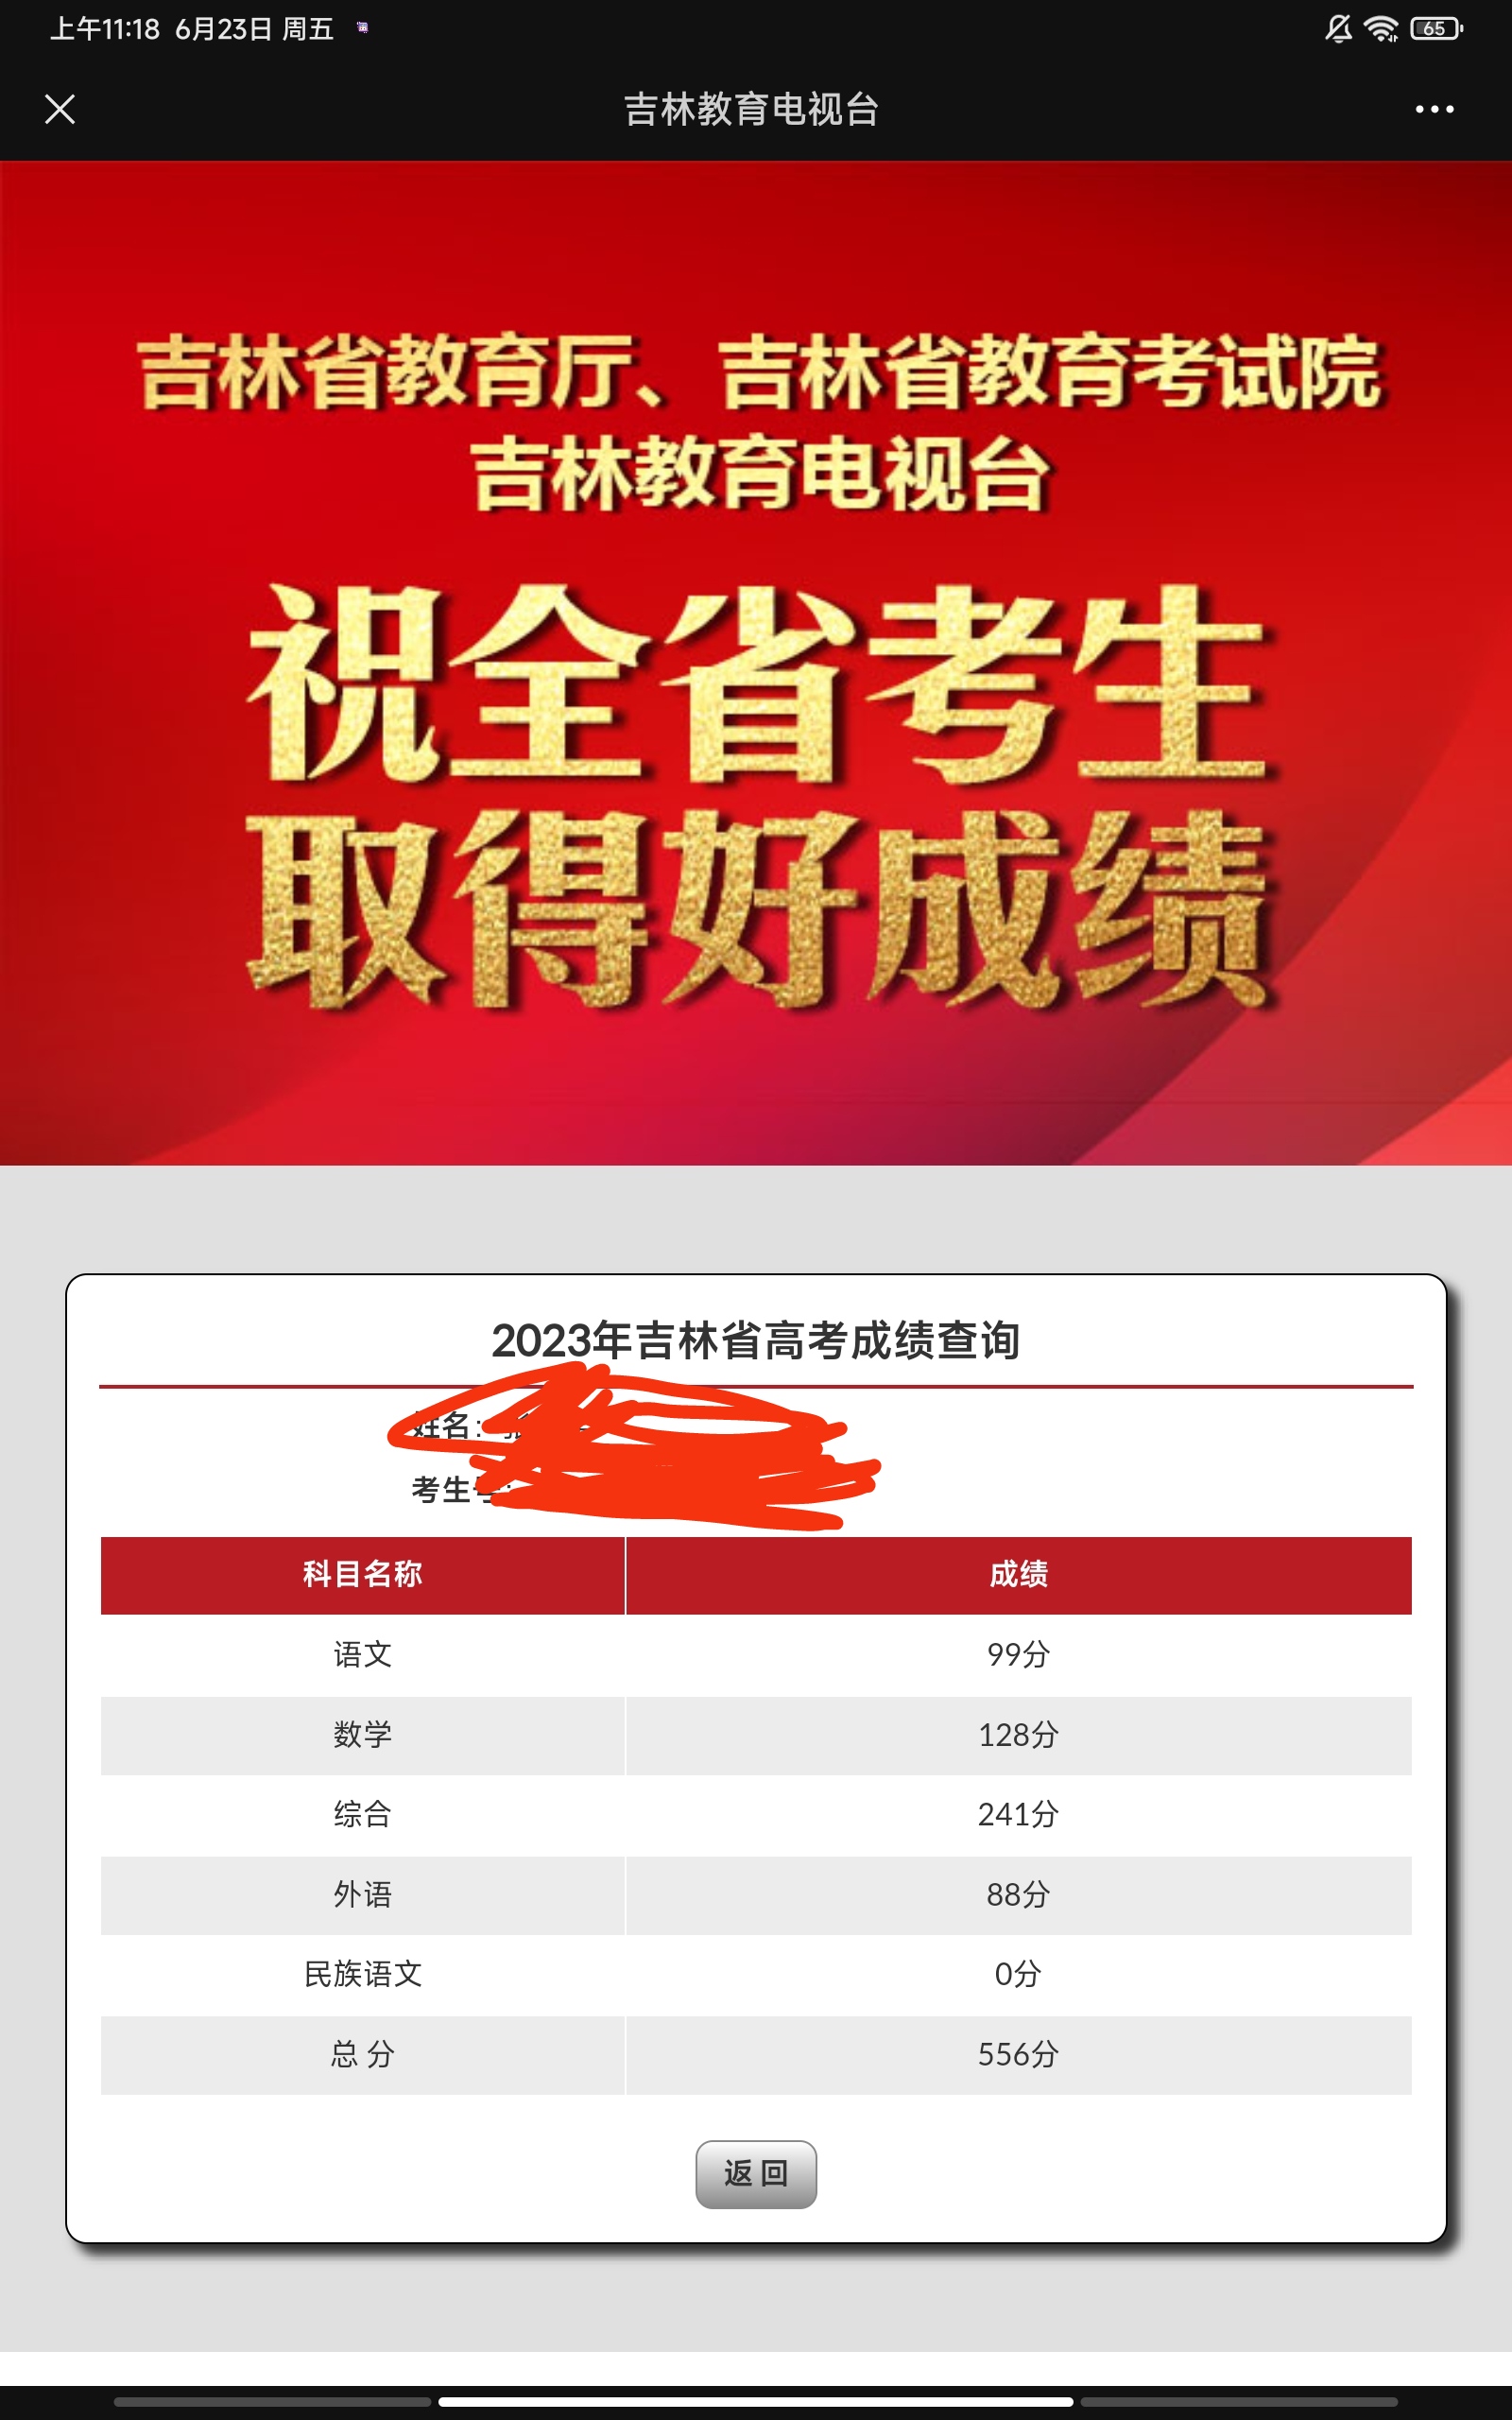 上午11:18 6月23日 周五
65
吉林教育电视台
吉林省教育厅、吉林省教育考试院
吉林教育电视台
祝全省考生
取得好成绩
2023年吉林省高考成绩查询
姓名:
考生号:
科目名称 成绩
语文 99分
数学 128分
综合 241分
外语 88分
民族语文 0分
总 分 556分
返 回